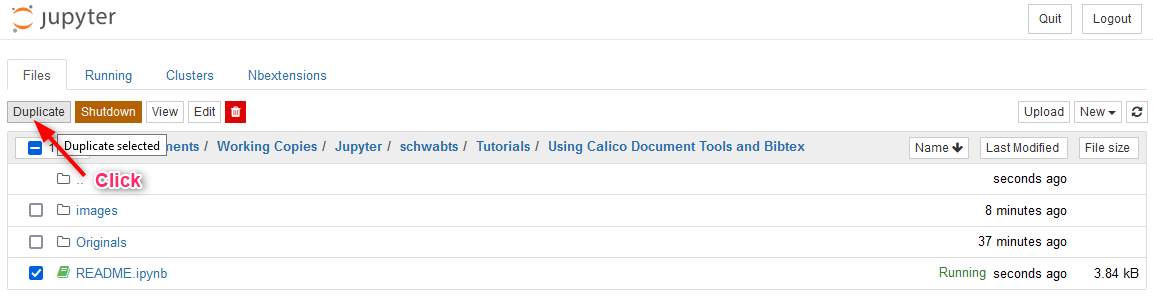 jupyter Quit Logout
Files Running Clusters Nbextensions
Duplicate Shutdown View Edit Upload New
Duplicate selected ments / Working Copies / Jupyter / schwabts / Tutorials / Using Calico Document Tools and Bibtex Name Last Modified File size
Click .. seconds ago
images 8 minutes ago
Originals 37 minutes ago
README.ipynb Running seconds ago 3.84 kB